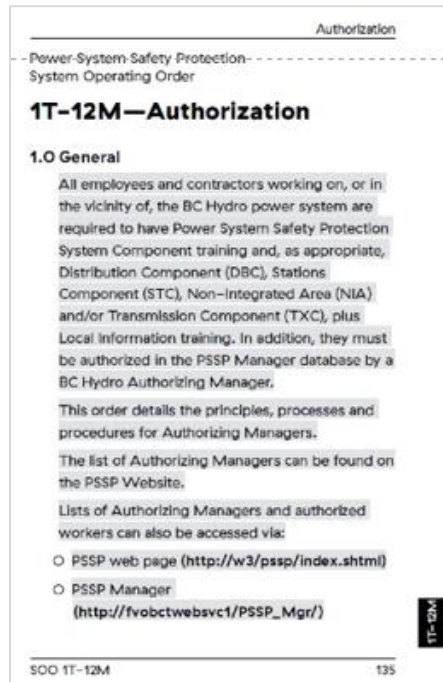 Authorization
Power System Safety Protection
System Operating Order
1T-12M—Authorization
1.0 General
All employees and contractors working on, or in
the vicinity of, the BC Hydro power system are
required to have Power System Safety Protection
System Component training and, as appropriate,
Distribution Component (DBC), Stations
Component (STC), Non-Integrated Area (NIA)
and/or Transmission Component (TXC), plus
Local Information training. In addition, they must
be authorized in the PSSP Manager database by a
BC Hydro Authorizing Manager.
This order details the principles, processes and
procedures for Authorizing Managers.
The list of Authorizing Managers can be found on
the PSSP Website.
Lists of Authorizing Managers and authorized
workers can also be accessed via:
○ PSSP web page (http://w3/pssp/index.shtml)
○ PSSP Manager
(http://fvobctwebsvc1/PSSP_Mgr/)
1T-12M
SOO 1T-12M 135